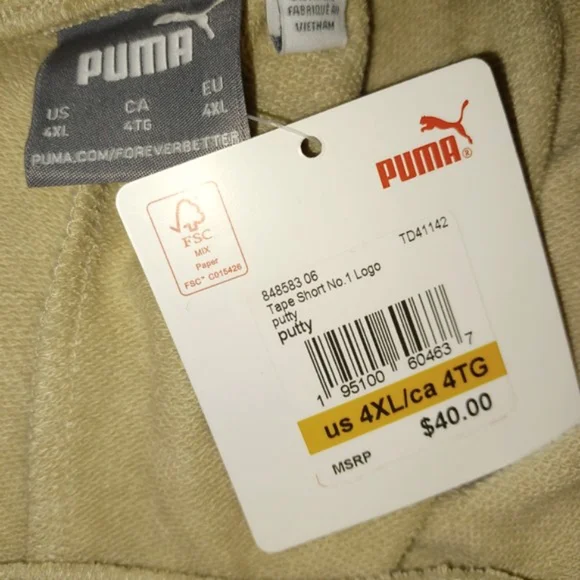 FABRIQUÉ AU
VIETNAM
PUMA
US CA EU
4XL 4TG 4XL
PUMA.COM/FOREVERBETTER
PUMA®
FSC
MIX
Paper
FSC™ C015426
TD41142
848583 06
Tape Short No.1 Logo
putty
putty
1 95100 60463 7
us 4XL/ca 4TG
MSRP $40.00